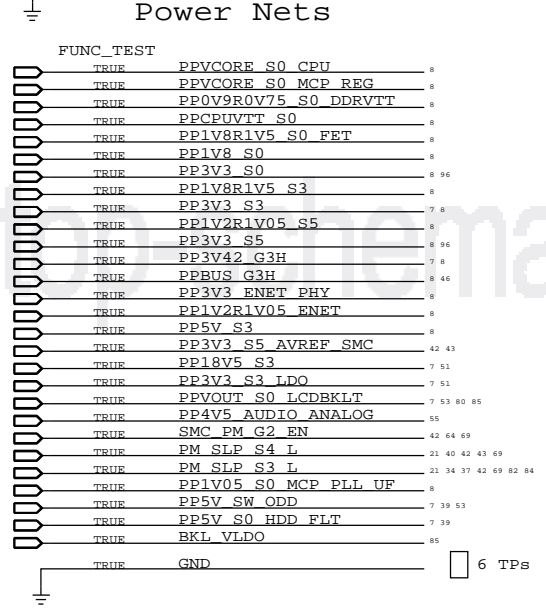 Power Nets
FUNC_TEST
TRUE PPVCORE_S0_CPU 8
TRUE PPVCORE_S0_MCP_REG 8
TRUE PP0V9R0V75_S0_DDRVTT 8
TRUE PPCPUVTT_S0 8
TRUE PP1V8R1V5_S0_FET 8
TRUE PP1V8_S0 8
TRUE PP3V3_S0 8 96
TRUE PP1V8R1V5_S3 8
TRUE PP3V3_S3 7 8
TRUE PP1V2R1V05_S5 8
TRUE PP3V3_S5 8 96
TRUE PP3V42_G3H 7 8
TRUE PPBUS_G3H 8 46
TRUE PP3V3_ENET_PHY 8
TRUE PP1V2R1V05_ENET 8
TRUE PP5V_S3 8
TRUE PP3V3_S5_AVREF_SMC 42 43
TRUE PP18V5_S3 7 51
TRUE PP3V3_S3_LDO 7 51
TRUE PPVOUT_S0_LCDBKLT 7 53 80 85
TRUE PP4V5_AUDIO_ANALOG 55
TRUE SMC_PM_G2_EN 42 64 69
TRUE PM_SLP_S4_L 21 40 42 43 69
TRUE PM_SLP_S3_L 21 34 37 42 69 82 84
TRUE PP1V05_S0_MCP_PLL_UF 8
TRUE PP5V_SW_ODD 7 39 53
TRUE PP5V_S0_HDD_FLT 7 39
TRUE BKL_VLDO 85
TRUE GND 6 TPs
top-schema